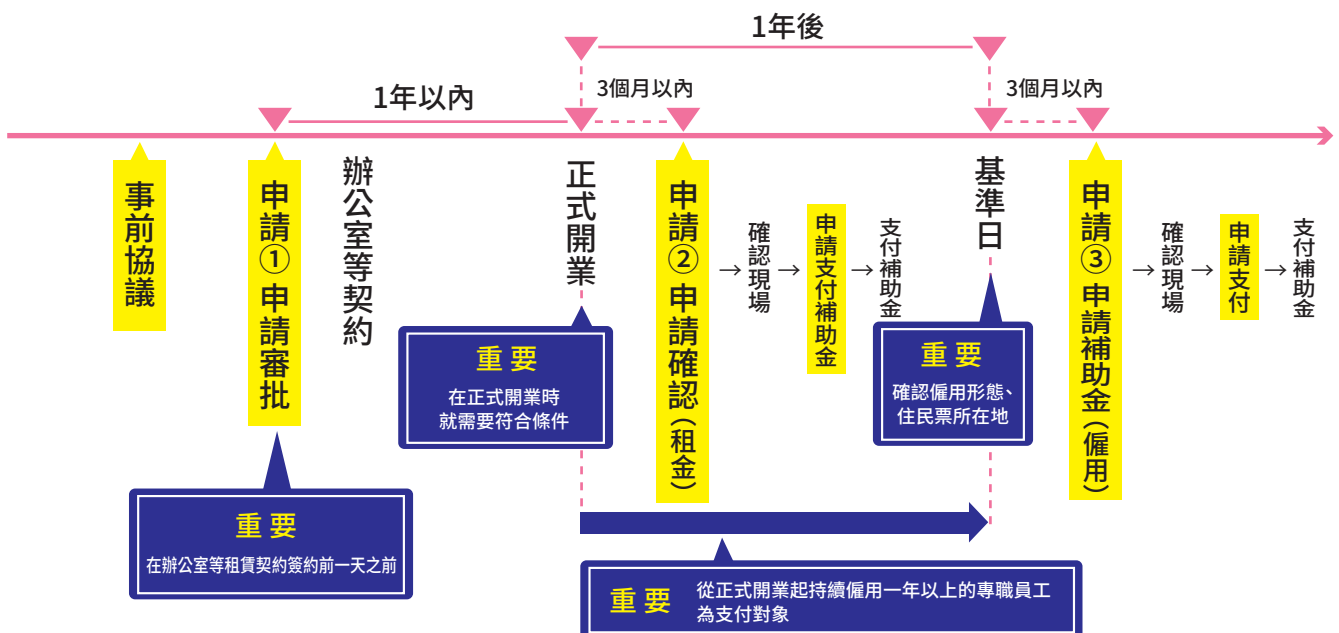 1年後
1年以內
3個月以內
3個月以內
事前協議
申請① 申請審批
辦公室等契約
正式開業
申請② 申請確認（租金）
→
確認現場
→
申請支付補助金
→
支付補助金
基準日
申請③ 申請補助金（僱用）
→
確認現場
→
申請支付
→
支付補助金
重要
在正式開業時
就需要符合條件
重要
確認僱用形態、
住民票所在地
重要
在辦公室等租賃契約簽約前一天之前
重要
從正式開業起持續僱用一年以上的專職員工
為支付對象